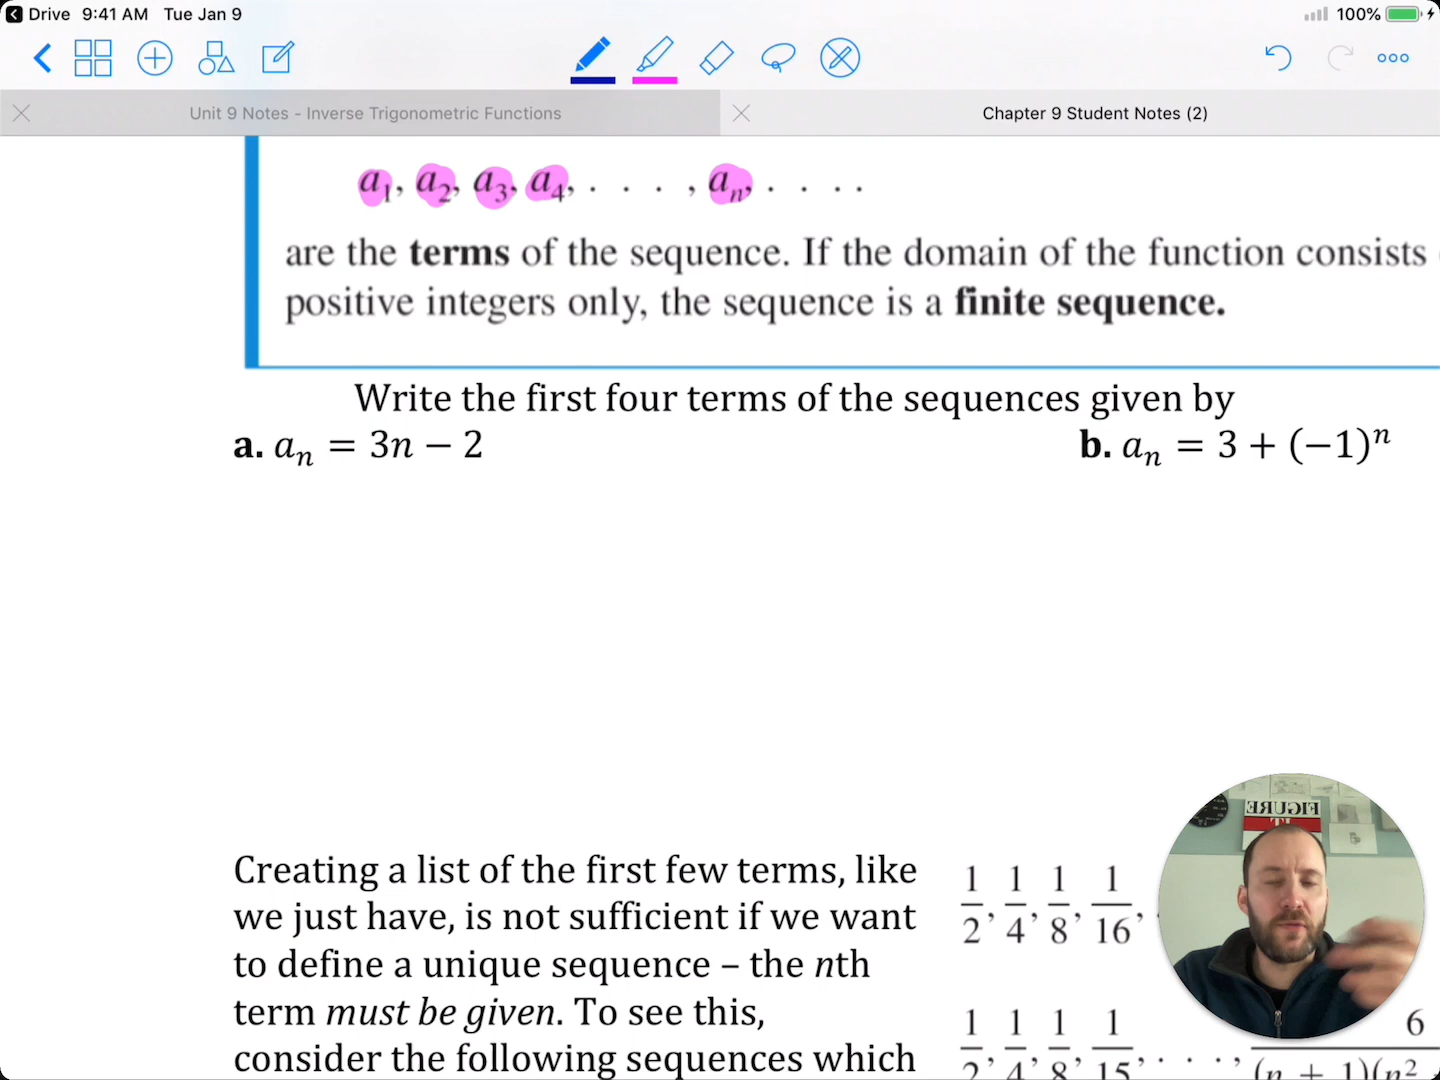 Drive 9:41 AM Tue Jan 9 100%
Unit 9 Notes - Inverse Trigonometric Functions
Chapter 9 Student Notes (2)
a₁, a₂, a₃, a₄, . . . , aₙ, . . . .
are the terms of the sequence. If the domain of the function consists
positive integers only, the sequence is a finite sequence.
Write the first four terms of the sequences given by
a. aₙ = 3n − 2
b. aₙ = 3 + (−1)ⁿ
Creating a list of the first few terms, like
we just have, is not sufficient if we want
to define a unique sequence – the nth
term must be given. To see this,
consider the following sequences which
1/2, 1/4, 1/8, 1/16,
1/2, 1/4, 1/8, 1/15, . . . , 6/(n + 1)(n²
FIGURE
IT